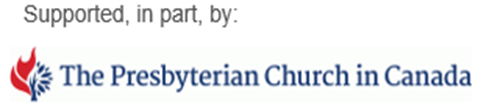 Supported, in part, by:
The Presbyterian Church in Canada